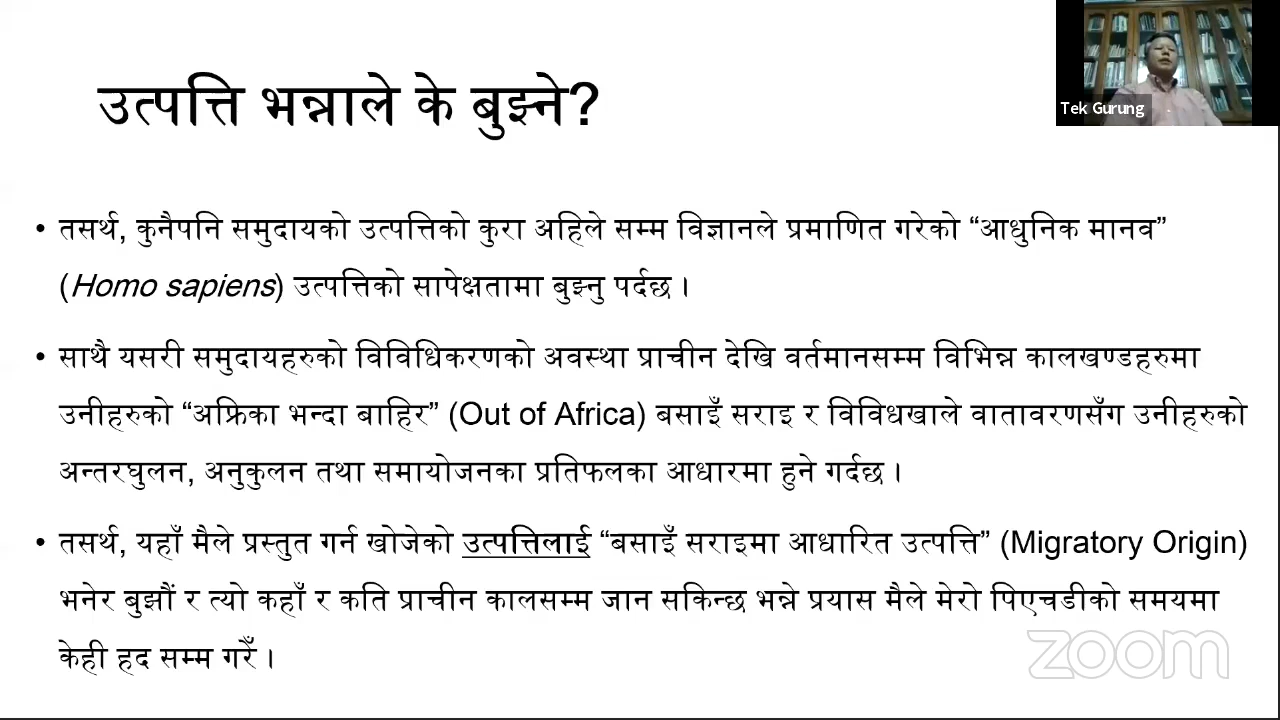 Tek Gurung
उत्पत्ति भन्नाले के बुझ्ने?
• तसर्थ, कुनैपनि समुदायको उत्पत्तिको कुरा अहिले सम्म विज्ञानले प्रमाणित गरेको “आधुनिक मानव”
(Homo sapiens) उत्पत्तिको सापेक्षतामा बुझ्नु पर्दछ ।
• साथै यसरी समुदायहरुको विविधिकरणको अवस्था प्राचीन देखि वर्तमानसम्म विभिन्न कालखण्डहरुमा
उनीहरुको “अफ्रिका भन्दा बाहिर” (Out of Africa) बसाइँ सराइ र विविधखाले वातावरणसँग उनीहरुको
अन्तरघुलन, अनुकुलन तथा समायोजनका प्रतिफलका आधारमा हुने गर्दछ ।
• तसर्थ, यहाँ मैले प्रस्तुत गर्न खोजेको उत्पत्तिलाई “बसाइँ सराइमा आधारित उत्पत्ति” (Migratory Origin)
भनेर बुझौं र त्यो कहाँ र कति प्राचीन कालसम्म जान सकिन्छ भन्ने प्रयास मैले मेरो पिएचडीको समयमा
केही हद सम्म गरेँ ।
zoom